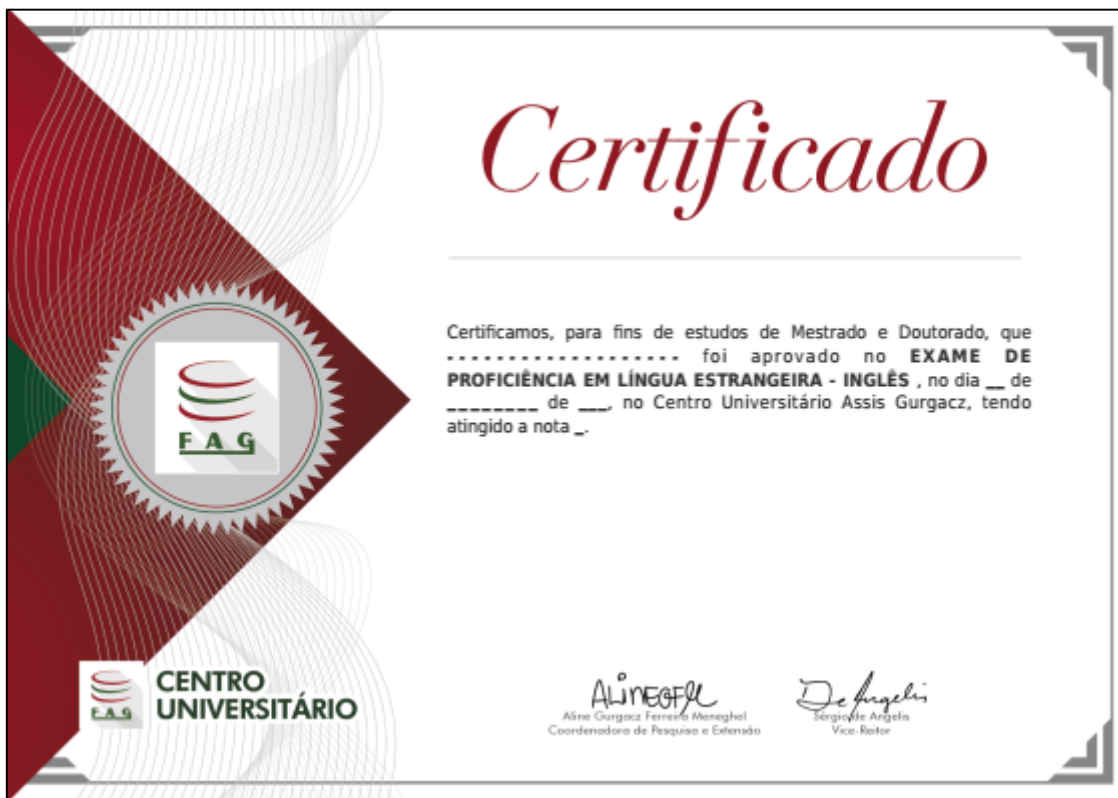 Certificado
Certificamos, para fins de estudos de Mestrado e Doutorado, que
------------------- foi aprovado no EXAME DE
PROFICIÊNCIA EM LÍNGUA ESTRANGEIRA - INGLÊS , no dia __ de
________ de ___, no Centro Universitário Assis Gurgacz, tendo
atingido a nota _.
FAG
FAG
CENTRO
UNIVERSITÁRIO
Aline Gurgacz Ferreira Meneghel
Coordenadora de Pesquisa e Extensão
De Angelis
Sérgio de Angelis
Vice-Reitor